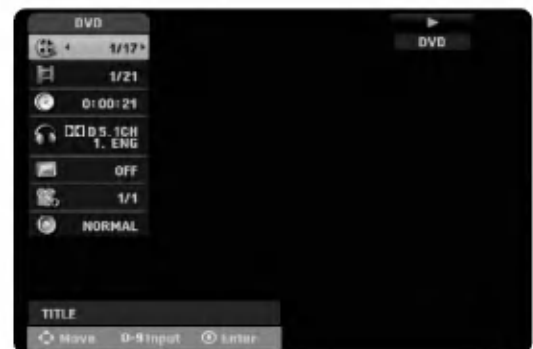 DVD
1/17
1/21
0:00:21
D 5.1CH
1. ENG
OFF
1/1
NORMAL
DVD
TITLE
Move 0-9 Input Enter